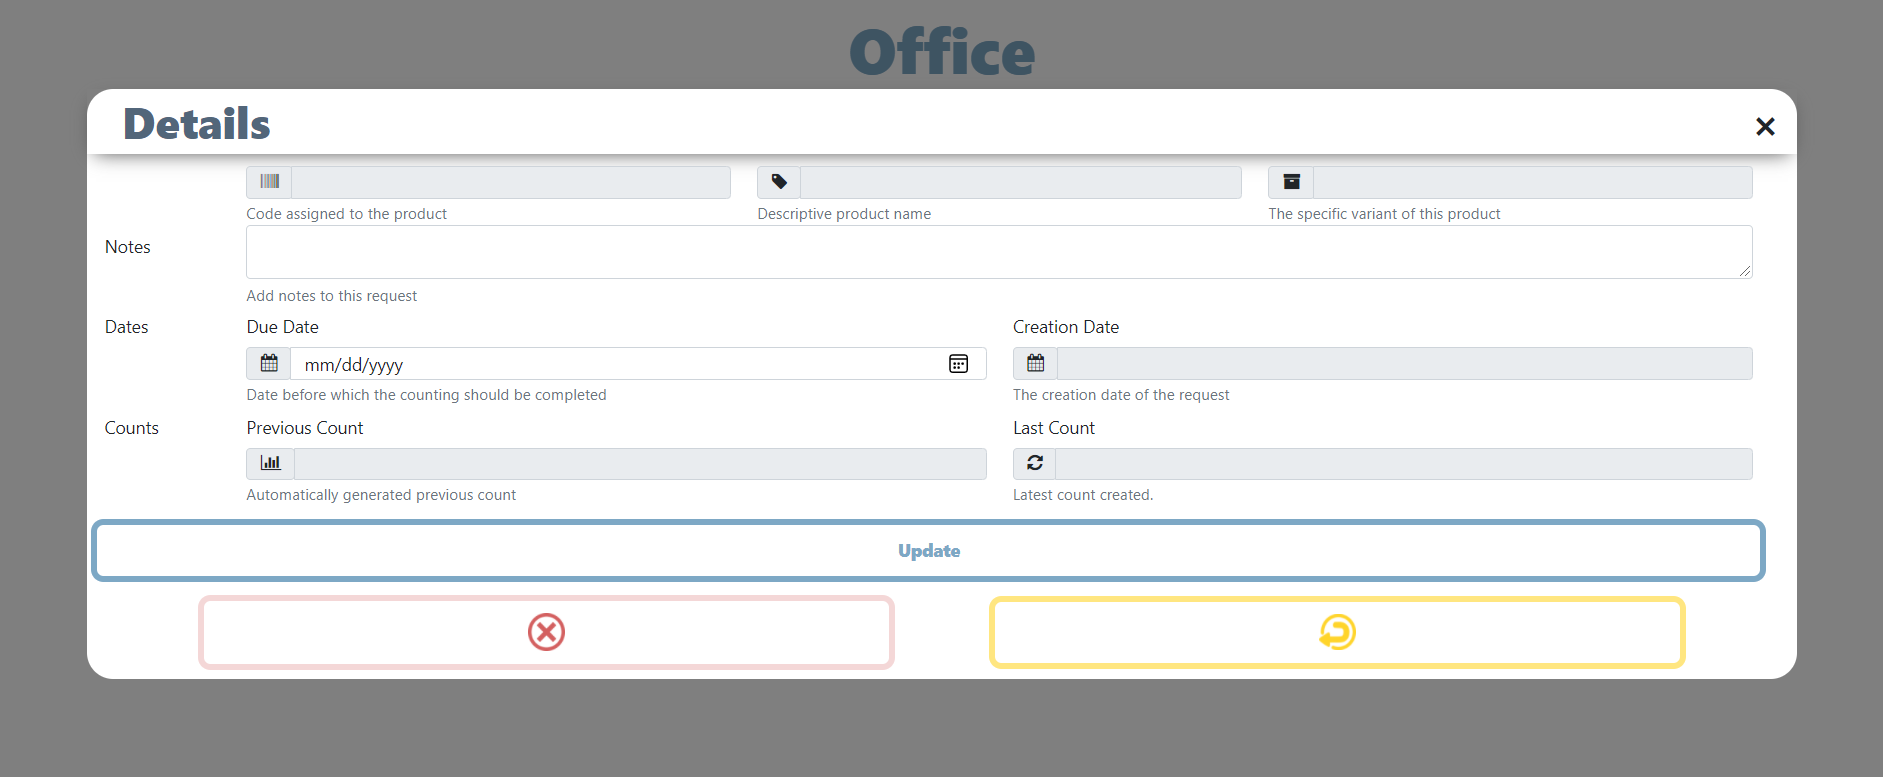 Office
Details
Code assigned to the product
Descriptive product name
The specific variant of this product
Notes
Add notes to this request
Dates
Due Date
Creation Date
mm/dd/yyyy
Date before which the counting should be completed
The creation date of the request
Counts
Previous Count
Last Count
Automatically generated previous count
Latest count created.
Update